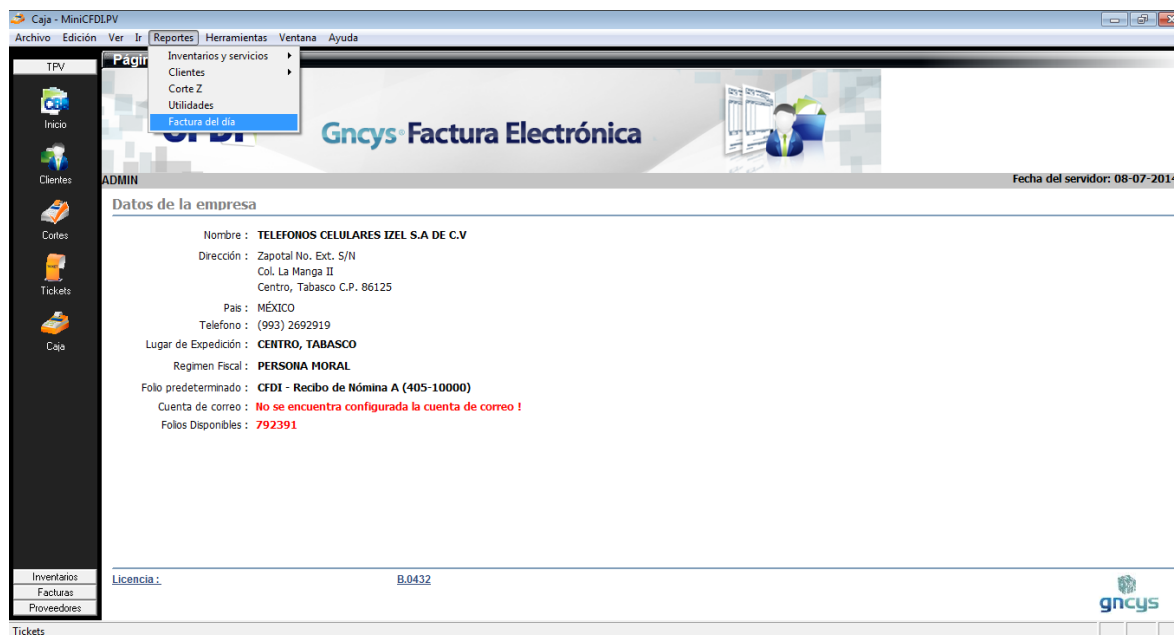 Caja - MiniCFDI.PV
Archivo Edición Ver Ir Reportes Herramientas Ventana Ayuda
TPV
Inicio
Clientes
Cortes
Tickets
Caja
Inventarios
Facturas
Proveedores
Inventarios y servicios
Clientes
Corte Z
Utilidades
Factura del día
Gncys Factura Electrónica
ADMIN Fecha del servidor: 08-07-2014
Datos de la empresa
Nombre : TELEFONOS CELULARES IZEL S.A DE C.V
Dirección : Zapotal No. Ext. S/N
Col. La Manga II
Centro, Tabasco C.P. 86125
Pais : MÉXICO
Telefono : (993) 2692919
Lugar de Expedición : CENTRO, TABASCO
Regimen Fiscal : PERSONA MORAL
Folio predeterminado : CFDI - Recibo de Nómina A (405-10000)
Cuenta de correo : No se encuentra configurada la cuenta de correo !
Folios Disponibles : 792391
Licencia : B.0432
gncys
Tickets